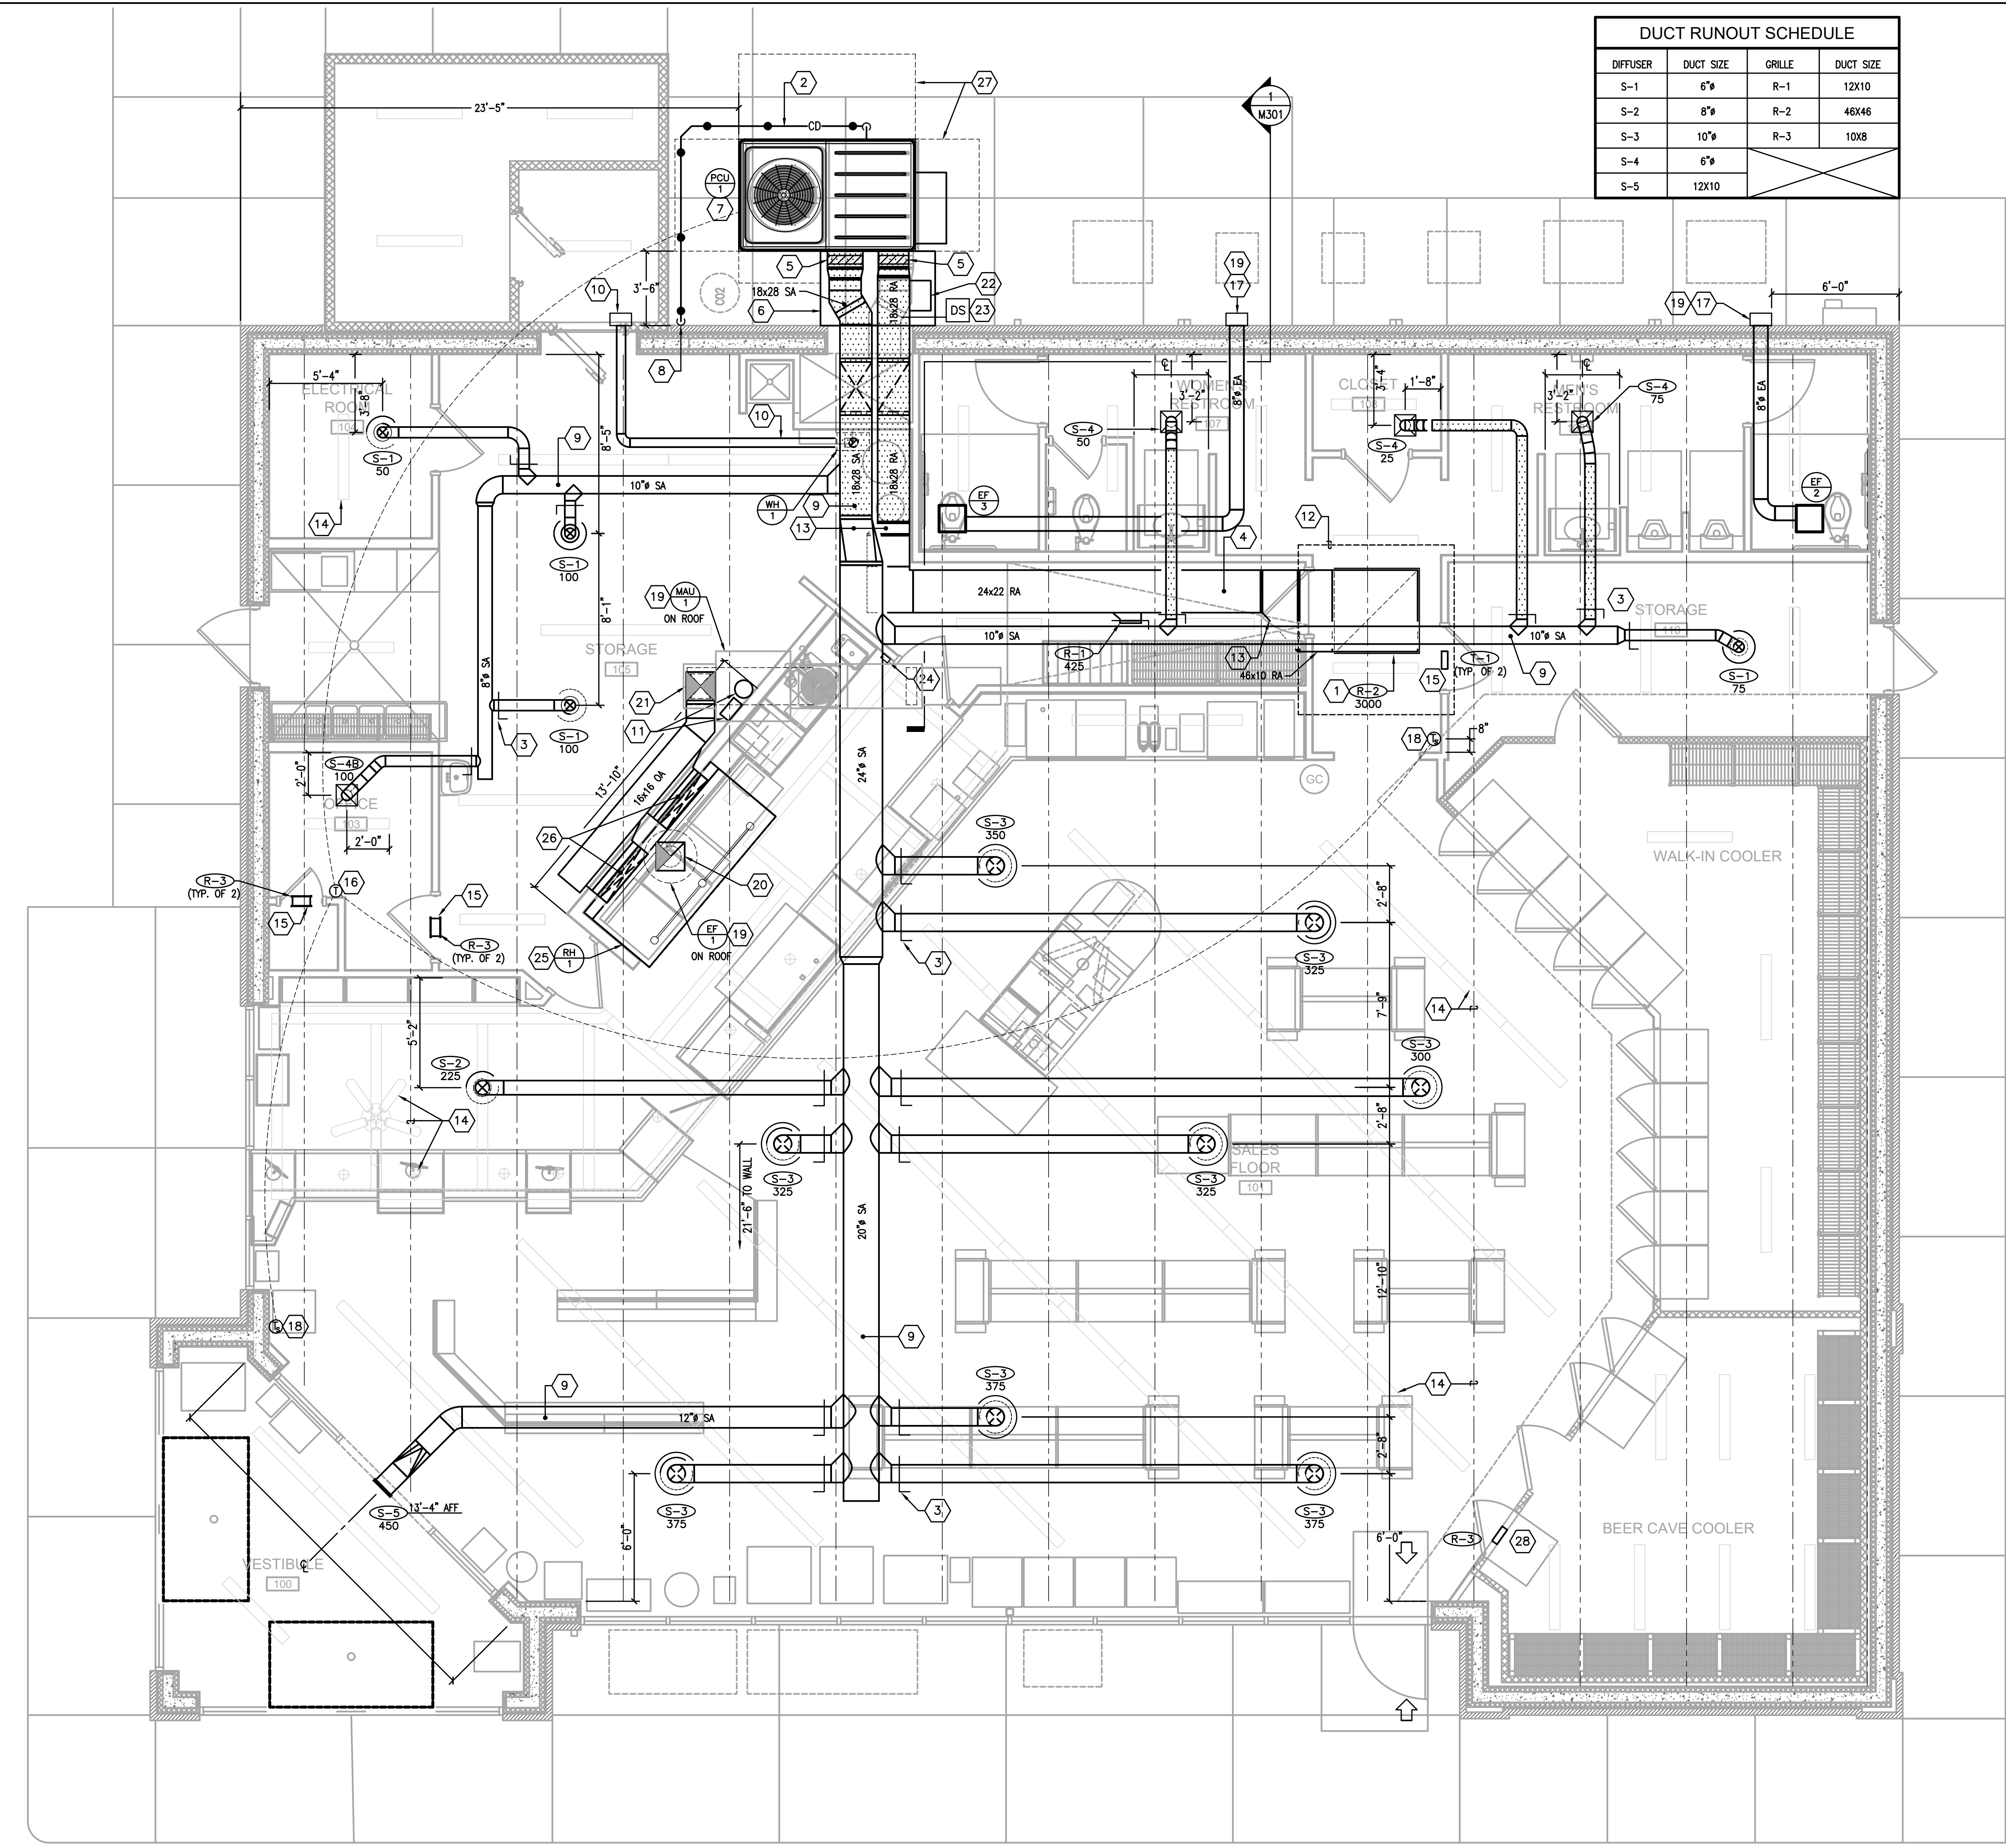 DUCT RUNOUT SCHEDULE
DIFFUSER DUCT SIZE GRILLE DUCT SIZE
S-1 6"ø R-1 12X10
S-2 8"ø R-2 46X46
S-3 10"ø R-3 10X8
S-4 6"ø
S-5 12X10
2
27
1
M301
23'-5"
CD
PCU
1
7
5
5
22
3'-6"
10
18x28 SA
6
18x28 RA
DS 23
CO2
8
19
17
19 17
6'-0"
5'-4"
3'-8"
ELECTRICAL
ROOM
104
S-1
50
9
8'-5"
10
10"ø SA
14
S-1
100
18x28 SA
18x28 RA
WH
1
9
13
WOMEN'S
RESTROOM
107
3'-2"
℄
8"ø EA
S-4
50
EF
3
CLOSET
108
3'-4"
1'-8"
S-4
25
MEN'S
RESTROOM
3'-2"
℄
S-4
75
8"ø EA
EF
2
12
4
24x22 RA
10"ø SA
R-1
425
13
46x10 RA
1 R-2
3000
15
T-1
(TYP. OF 2)
10"ø SA
9
3
STORAGE
110
S-1
75
8'-1"
STORAGE
105
19 MAU
1
ON ROOF
8"ø SA
21
11
24
S-1
100
3
18
8"
GC
2'-0"
S-4B
100
OFFICE
103
2'-0"
13'-10"
16x16 OA
24"ø SA
26
20
S-3
350
2'-8"
WALK-IN COOLER
R-3
(TYP. OF 2)
15
T 16
15
R-3
(TYP. OF 2)
25 RH
1
EF
1
19
ON ROOF
3
S-3
325
7'-9"
14
5'-2"
S-2
225
S-3
300
14
2'-8"
S-3
325
21'-6" TO WALL
SALES
FLOOR
101
S-3
325
20"ø SA
12'-10"
18
9
9
12"ø SA
S-3
375
14
2'-8"
S-5
450
13'-4" AFF
S-3
375
6'-0"
3
S-3
375
6'-0"
R-3
28
BEER CAVE COOLER
VESTIBULE
100
℄